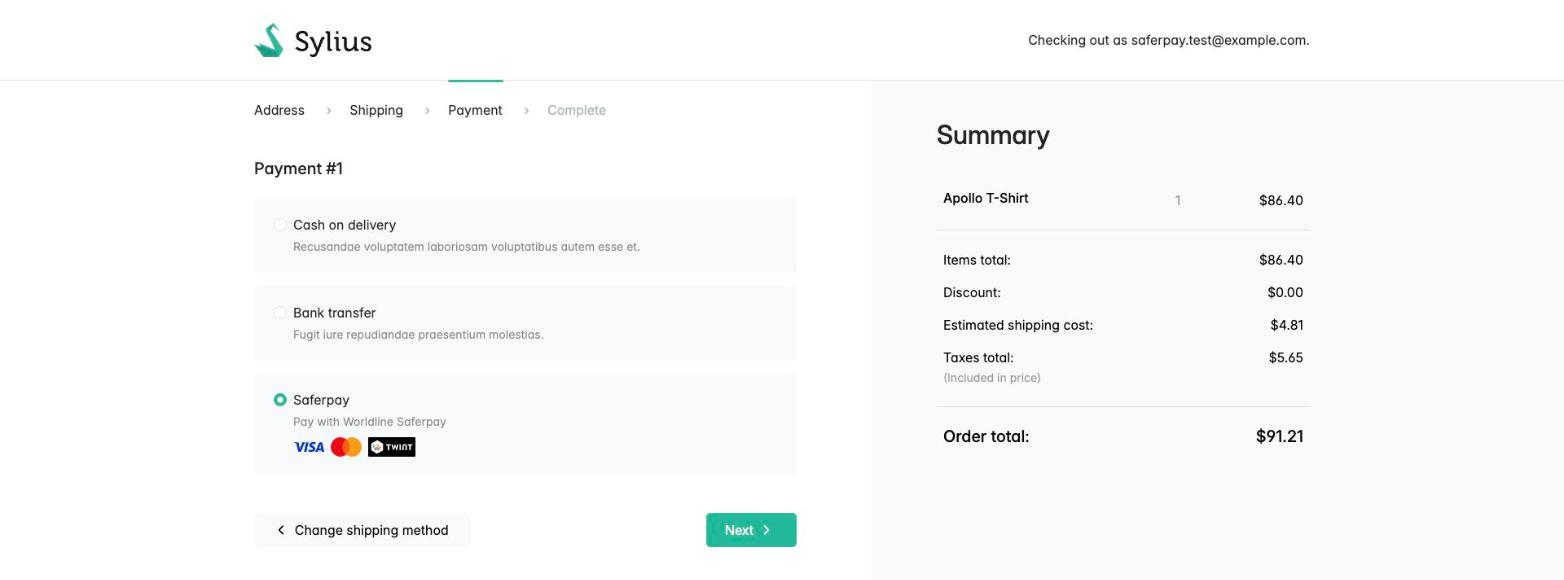 Sylius
Checking out as saferpay.test@example.com.
Address > Shipping > Payment > Complete
Payment #1
Cash on delivery
Recusandae voluptatem laboriosam voluptatibus autem esse et.
Bank transfer
Fugit iure repudiandae praesentium molestias.
Saferpay
Pay with Worldline Saferpay
VISA TWINT
< Change shipping method
Next >
Summary
Apollo T-Shirt 1 $86.40
Items total: $86.40
Discount: $0.00
Estimated shipping cost: $4.81
Taxes total: $5.65
(Included in price)
Order total: $91.21